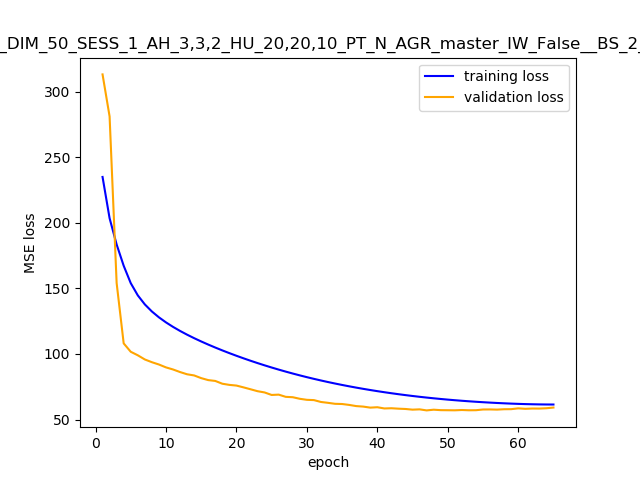 _DIM_50_SESS_1_AH_3,3,2_HU_20,20,10_PT_N_AGR_master_IW_False__BS_2_
training loss
validation loss
MSE loss
300
250
200
150
100
50
0
10
20
30
40
50
60
epoch